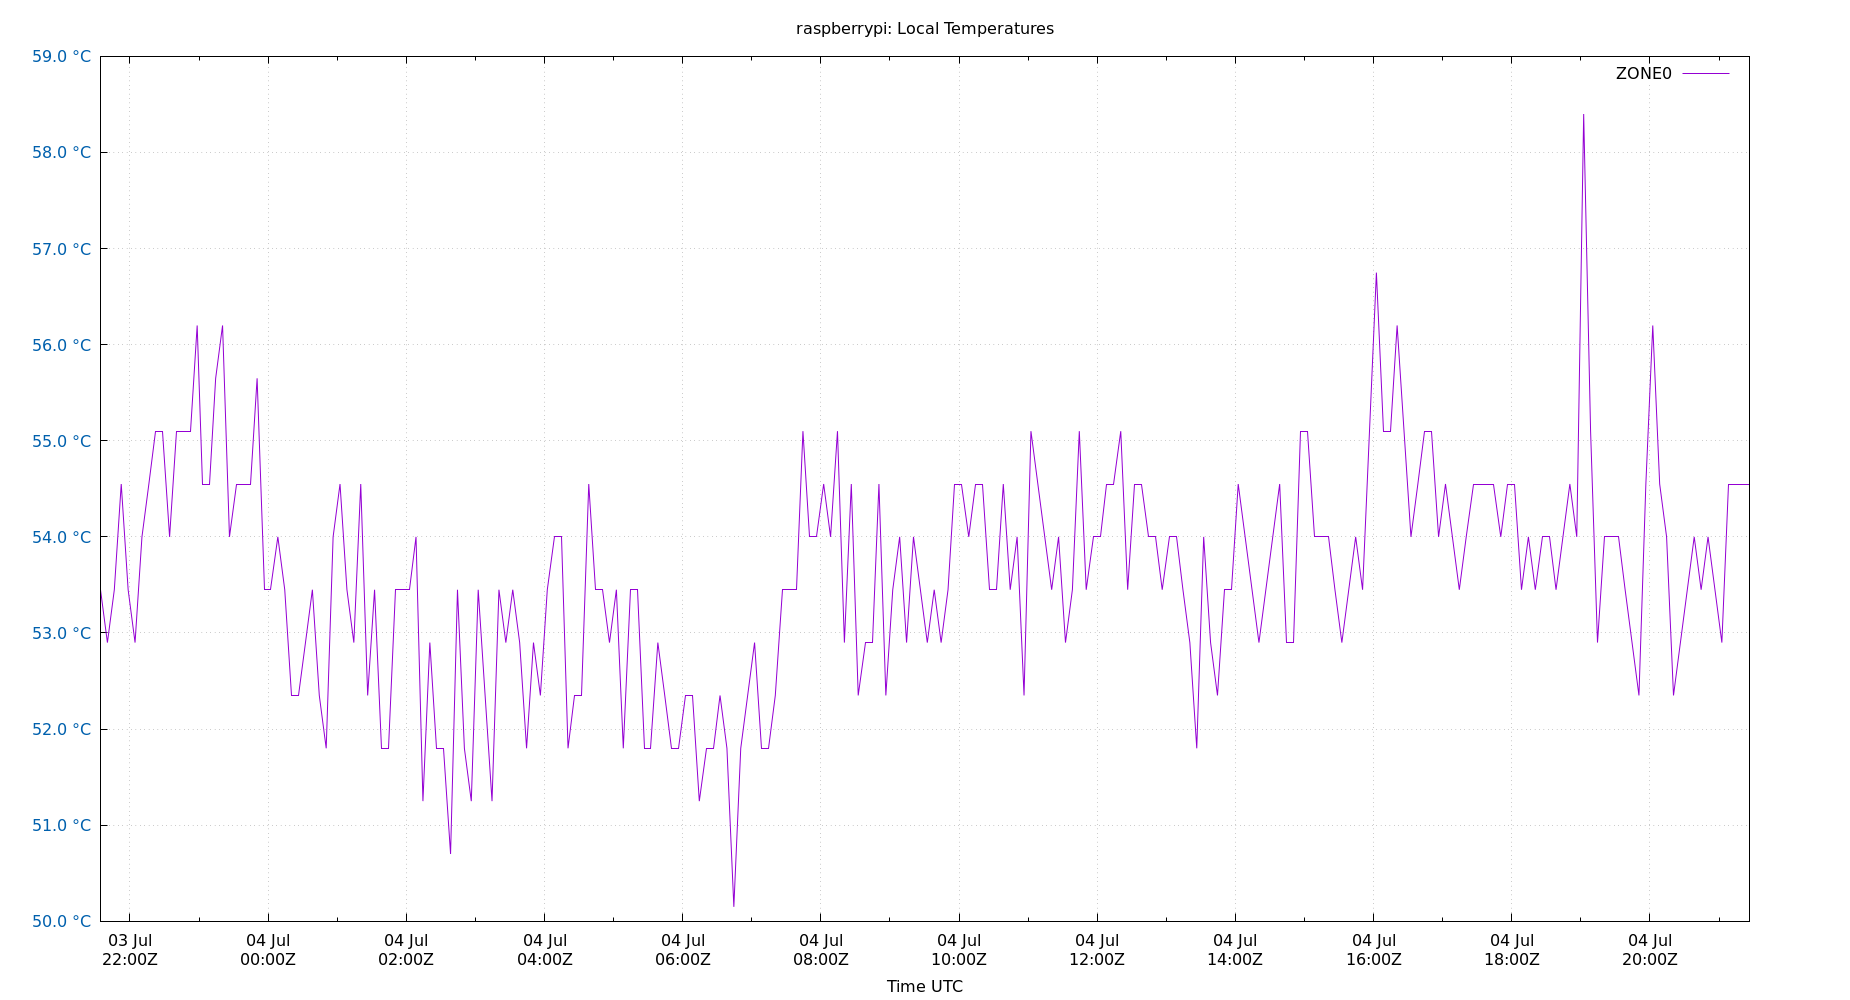 raspberrypi: Local Temperatures
ZONE0
59.0 °C
58.0 °C
57.0 °C
56.0 °C
55.0 °C
54.0 °C
53.0 °C
52.0 °C
51.0 °C
50.0 °C
03 Jul 04 Jul 04 Jul 04 Jul 04 Jul 04 Jul 04 Jul 04 Jul 04 Jul 04 Jul 04 Jul 04 Jul
22:00Z 00:00Z 02:00Z 04:00Z 06:00Z 08:00Z 10:00Z 12:00Z 14:00Z 16:00Z 18:00Z 20:00Z
Time UTC